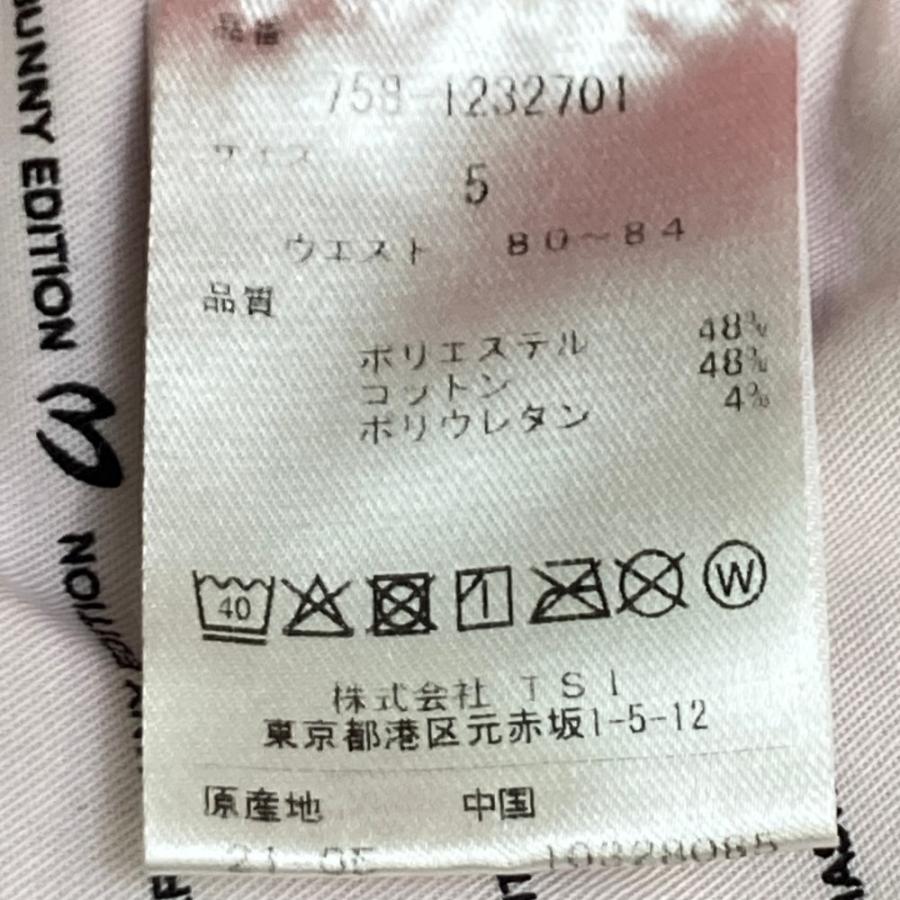 品番
758-1232701
サイズ
5
ウエスト 80~84
品質
ポリエステル 48%
コットン 48%
ポリウレタン 4%
40
W
株式会社 TSI
東京都港区元赤坂1-5-12
原産地 中国
BUNNY EDITION